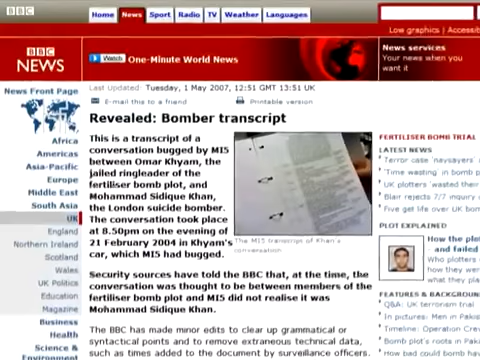 BBC
Home
News
Sport
Radio
TV
Weather
Languages
Low graphics
BBC
NEWS
Watch
One-Minute World News
News services
Your news when you
want it
News Front Page
Africa
Americas
Asia-Pacific
Europe
Middle East
South Asia
UK
England
Northern Ireland
Scotland
Wales
UK Politics
Education
Magazine
Business
Health
Science &
Environment
Last Updated: Tuesday, 1 May 2007, 12:51 GMT 13:51 UK
E-mail this to a friend
Printable version
Revealed: Bomber transcript
This is a transcript of a
conversation bugged by MI5
between Omar Khyam, the
jailed ringleader of the
fertiliser bomb plot, and
Mohammad Sidique Khan,
the London suicide bomber.
The conversation took place
at 8.50pm on the evening of
21 February 2004 in Khyam's
car, which MI5 had bugged.
The MI5 transcript of Khan's
conversation
Security sources have told the BBC that, at the time, the
conversation was thought to be between members of the
fertiliser bomb plot and MI5 did not realise it was
Mohammad Sidique Khan.
The BBC has made minor edits to clear up grammatical or
syntactical points and to remove extraneous technical data,
such as times added to the document by surveillance officers.
FERTILISER BOMB TRIAL
LATEST NEWS
Terror case 'naysayers'
'Time wasting' in bomb p
UK plotters 'wasted their
Blair rejects 7/7 inquiry
Five get life over UK bom
PLOT EXPLAINED
How the plo
- and failed
Who plotters
how they were
what they we
FEATURES & BACKGROUN
Q&A: UK terrorism trial
In pictures: Men in Pakis
Timeline: Operation Crev
Bomb plot's roots in Paki
How bad could bomb hav